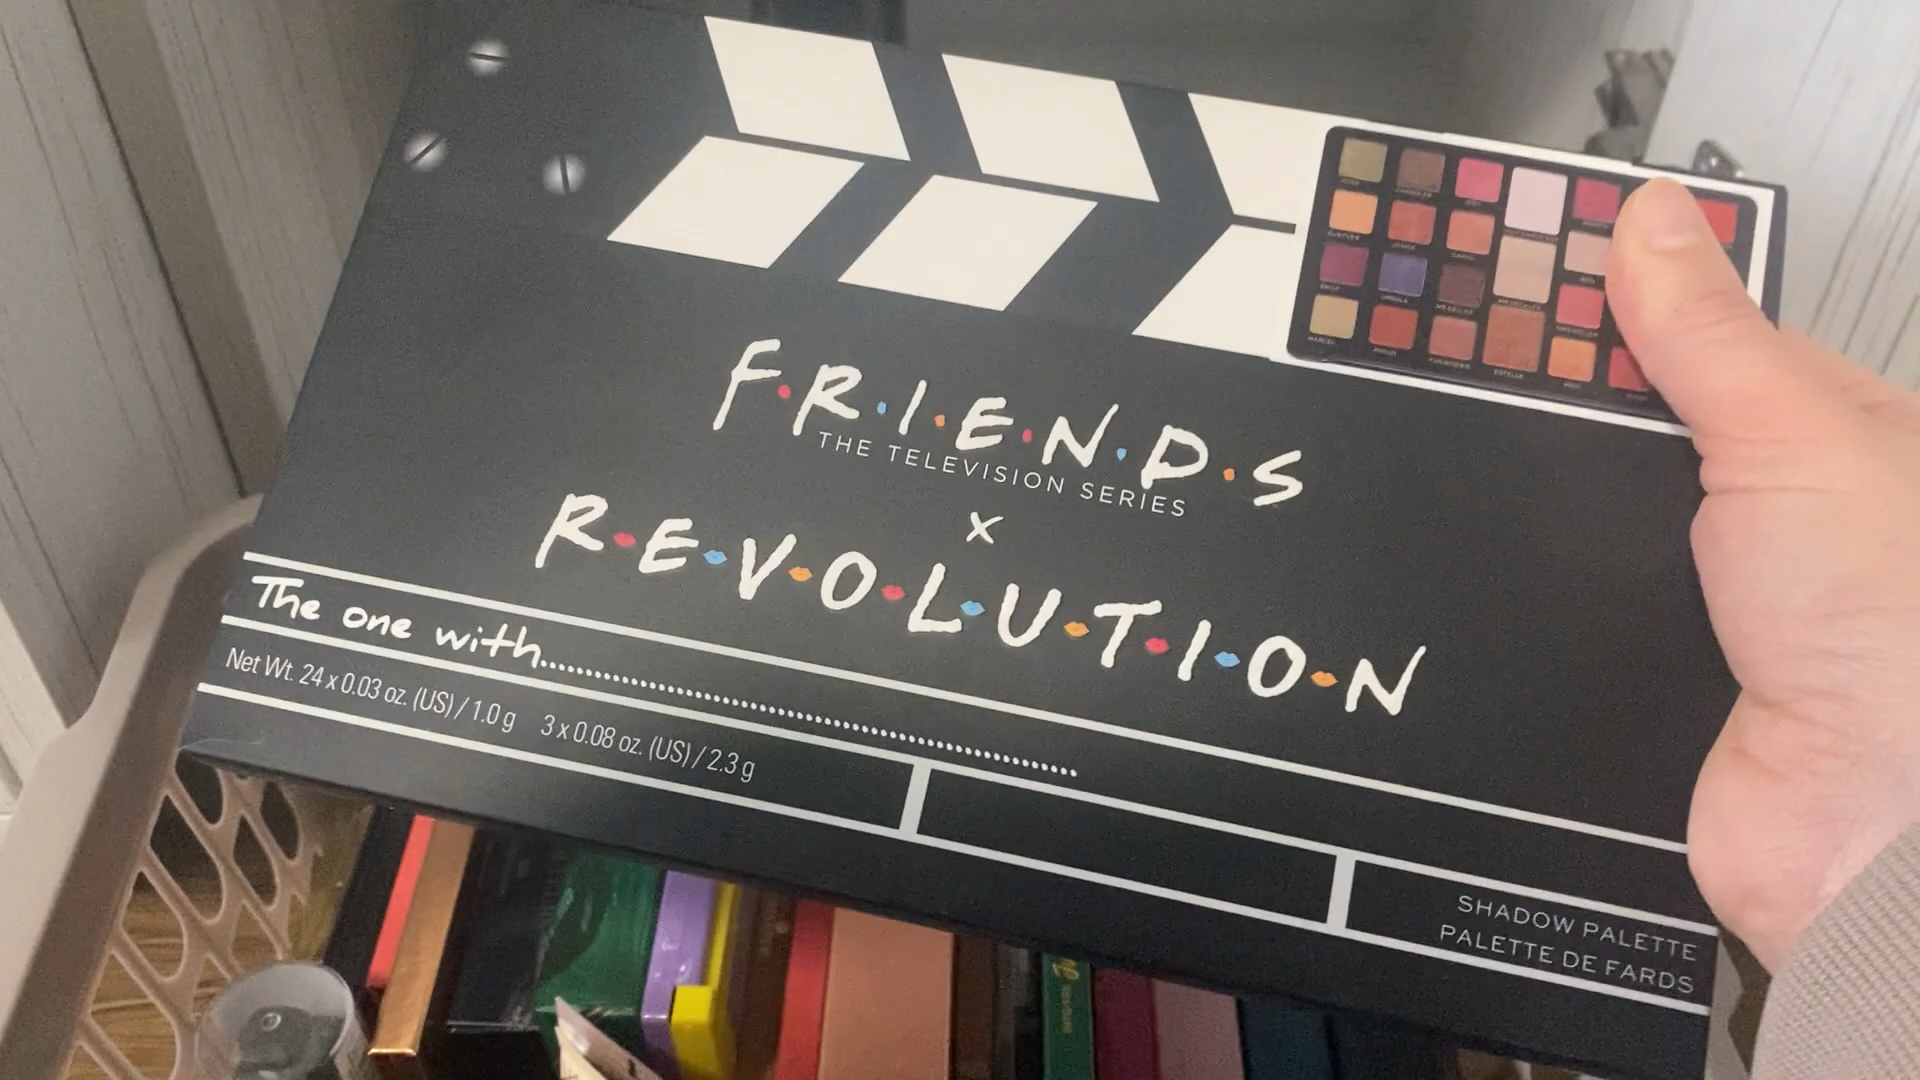 F·R·I·E·N·D·S
THE TELEVISION SERIES
X
R·E·V·O·L·U·T·I·O·N
The one with..........
Net Wt. 24 x 0.03 oz. (US) / 1.0 g 3 x 0.08 oz. (US) / 2.3 g
SHADOW PALETTE
PALETTE DE FARDS